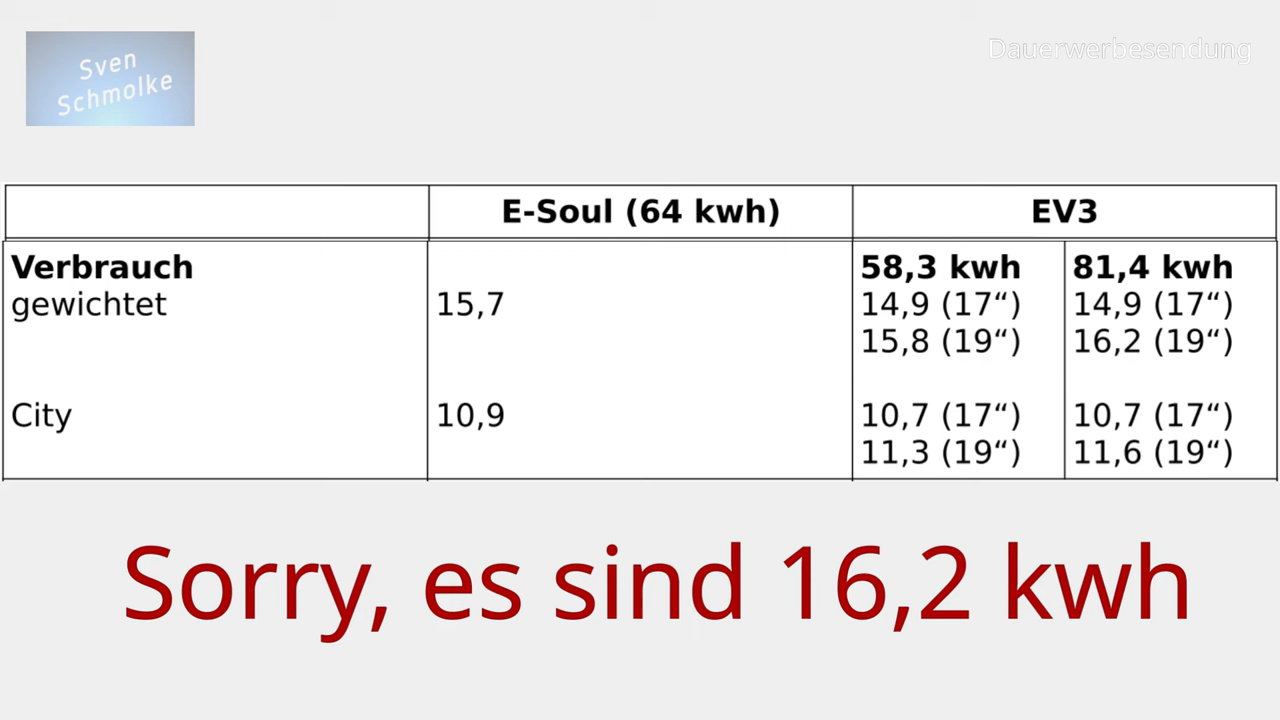 Sven
Schmolke
Dauerwerbesendung
E-Soul (64 kwh)
EV3
Verbrauch
58,3 kwh
81,4 kwh
gewichtet
15,7
14,9 (17“)
14,9 (17“)
15,8 (19“)
16,2 (19“)
City
10,9
10,7 (17“)
10,7 (17“)
11,3 (19“)
11,6 (19“)
Sorry, es sind 16,2 kwh